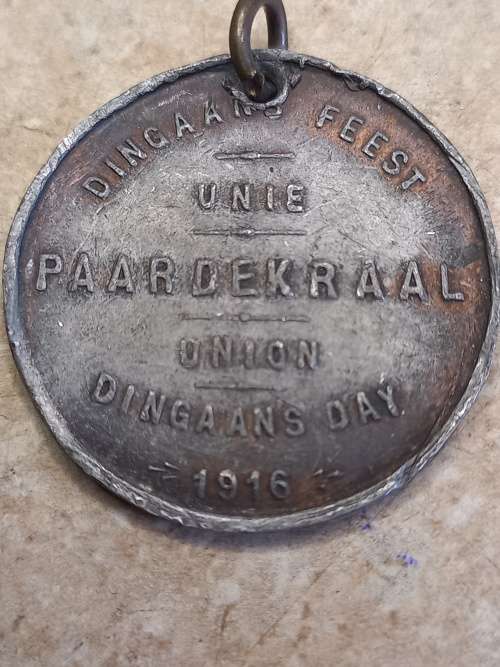 DINGAANS FEEST
UNIE
PAARDEKRAAL
UNION
DINGAANS DAY
1916